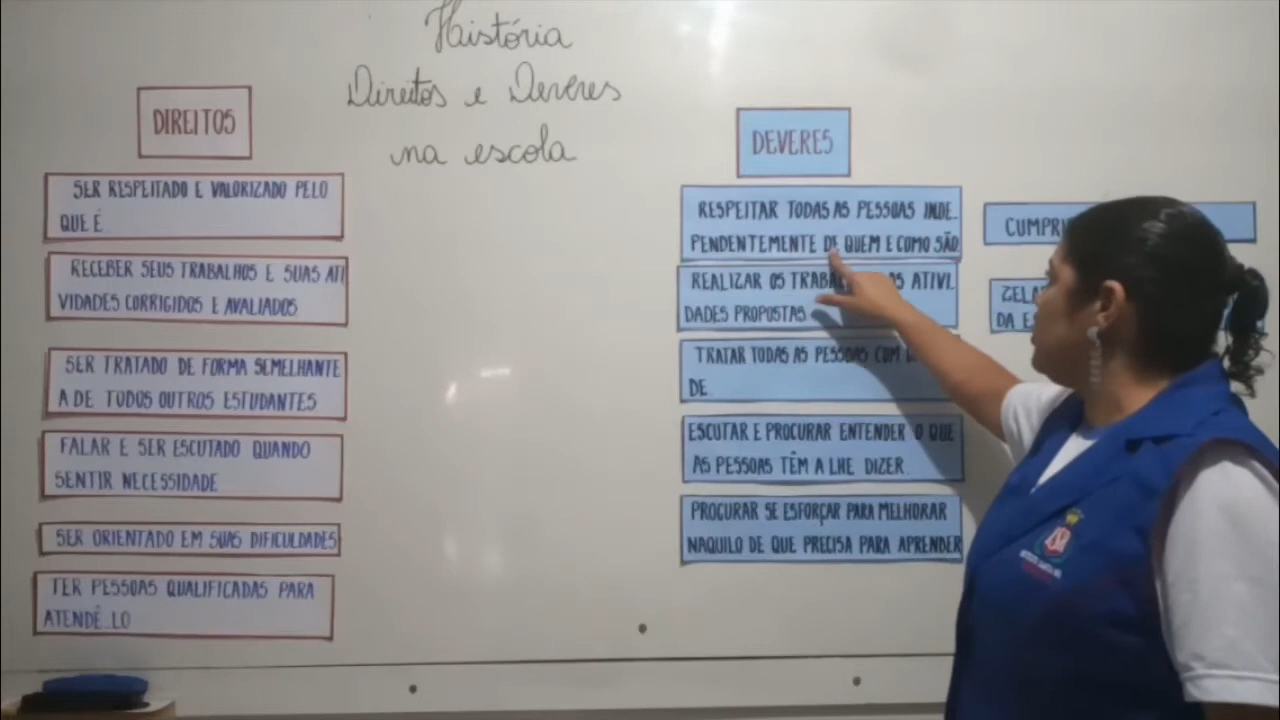 História
Direitos e Deveres
na escola
DIREITOS
SER RESPEITADO E VALORIZADO PELO
QUE É
RECEBER SEUS TRABALHOS E SUAS ATI
VIDADES CORRIGIDOS E AVALIADOS
SER TRATADO DE FORMA SEMELHANTE
A DE TODOS OUTROS ESTUDANTES
FALAR E SER ESCUTADO QUANDO
SENTIR NECESSIDADE
SER ORIENTADO EM SUAS DIFICULDADES
TER PESSOAS QUALIFICADAS PARA
ATENDÊ-LO
DEVERES
RESPEITAR TODAS AS PESSOAS INDE-
PENDENTEMENTE DE QUEM E COMO SÃO
REALIZAR OS AS ATIVI-
DADES PROPOSTAS
TRATAR TODAS AS PESSOAS COM
DE
ESCUTAR E PROCURAR ENTENDER O QUE
AS PESSOAS TÊM A LHE DIZER
PROCURAR SE ESFORÇAR PARA MELHORAR
NAQUILO DE QUE PRECISA PARA APRENDER
DA